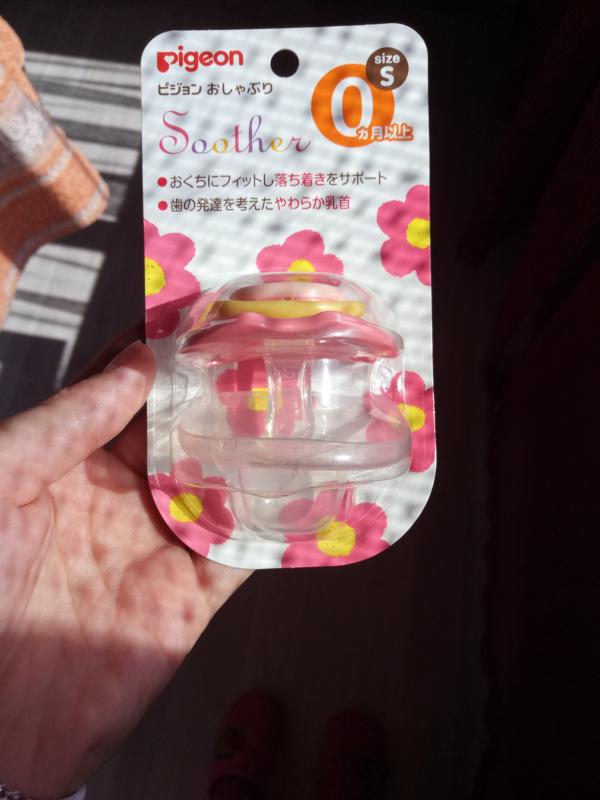 pigeon
size
S
ピジョン おしゃぶり
0
ヵ月以上
Soother
●おくちにフィットし落ち着きをサポート
●歯の発達を考えたやわらか乳首